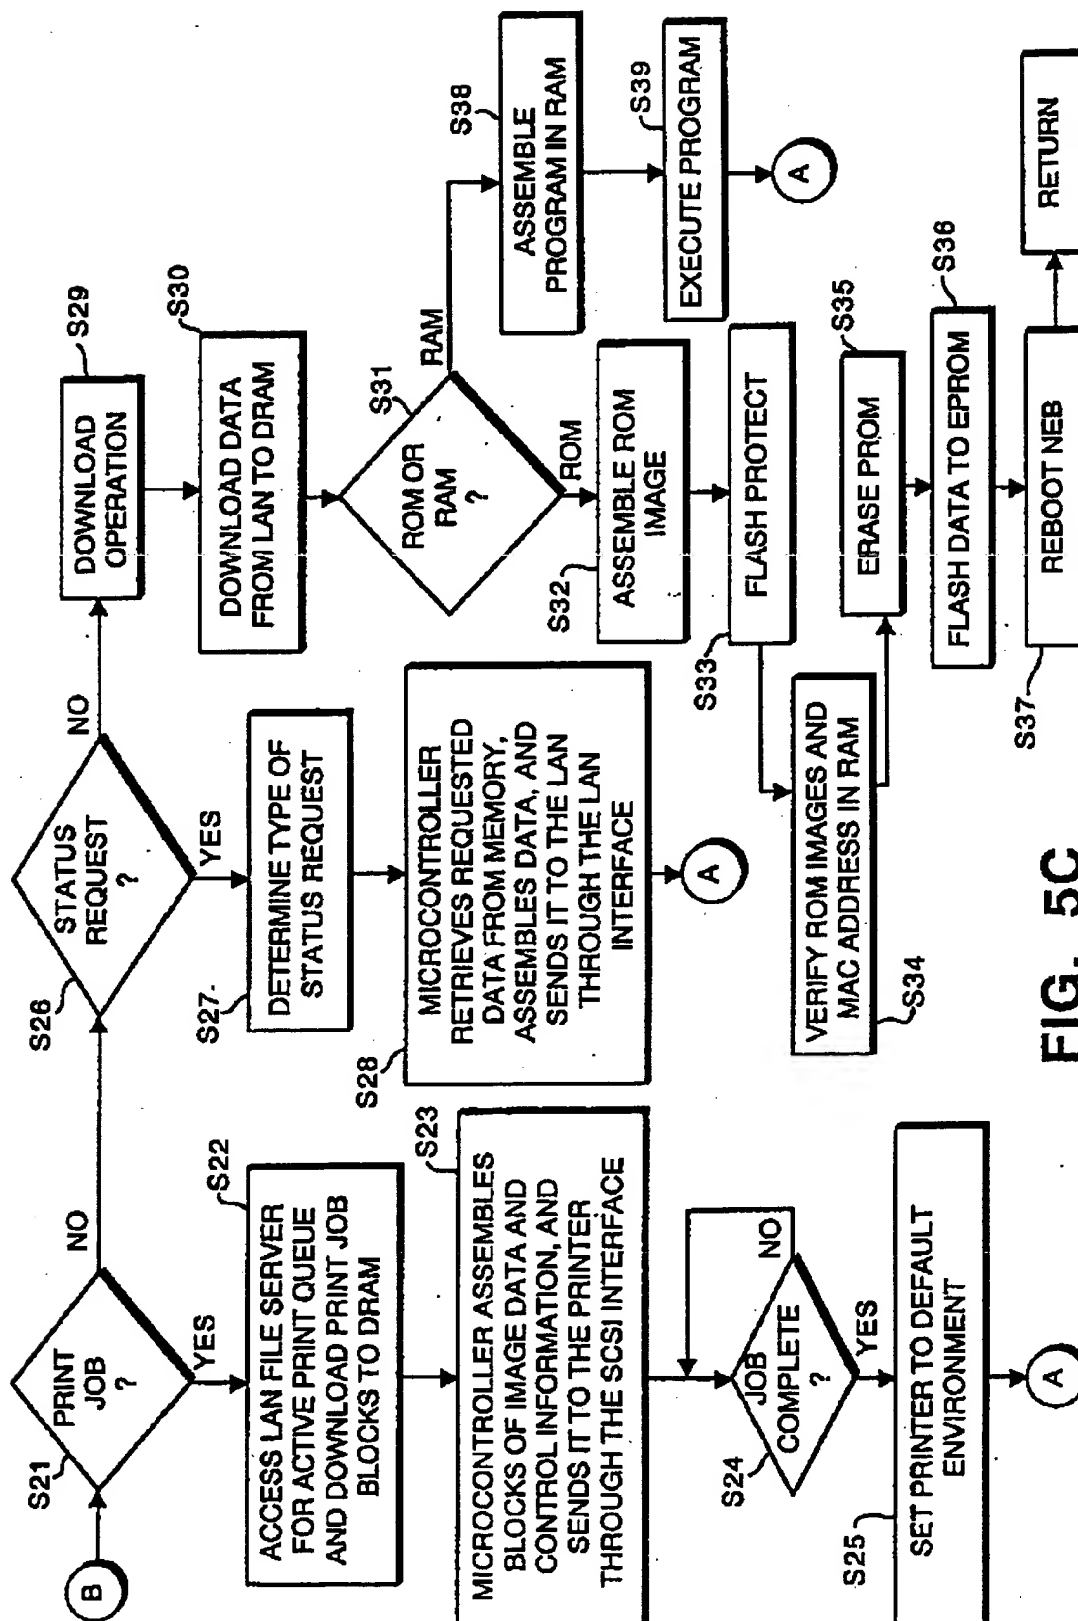 B
S21
PRINT
JOB
?
NO
YES
S22
ACCESS LAN FILE SERVER
FOR ACTIVE PRINT QUEUE
AND DOWNLOAD PRINT JOB
BLOCKS TO DRAM
S23
MICROCONTROLLER ASSEMBLES
BLOCKS OF IMAGE DATA AND
CONTROL INFORMATION, AND
SENDS IT TO THE PRINTER
THROUGH THE SCSI INTERFACE
S24
JOB
COMPLETE
?
NO
YES
S25
SET PRINTER TO DEFAULT
ENVIRONMENT
A
S26
STATUS
REQUEST
?
NO
YES
S27
DETERMINE TYPE OF
STATUS REQUEST
S28
MICROCONTROLLER
RETRIEVES REQUESTED
DATA FROM MEMORY,
ASSEMBLES DATA, AND
SENDS IT TO THE LAN
THROUGH THE LAN
INTERFACE
A
S29
DOWNLOAD
OPERATION
S30
DOWNLOAD DATA
FROM LAN TO DRAM
S31
ROM OR
RAM
?
RAM
ROM
S32
ASSEMBLE ROM
IMAGE
S33
FLASH PROTECT
VERIFY ROM IMAGES AND
MAC ADDRESS IN RAM
S34
S35
ERASE PROM
S36
FLASH DATA TO EPROM
S37
REBOOT NEB
RETURN
S38
ASSEMBLE
PROGRAM IN RAM
S39
EXECUTE PROGRAM
A
FIG. 5C